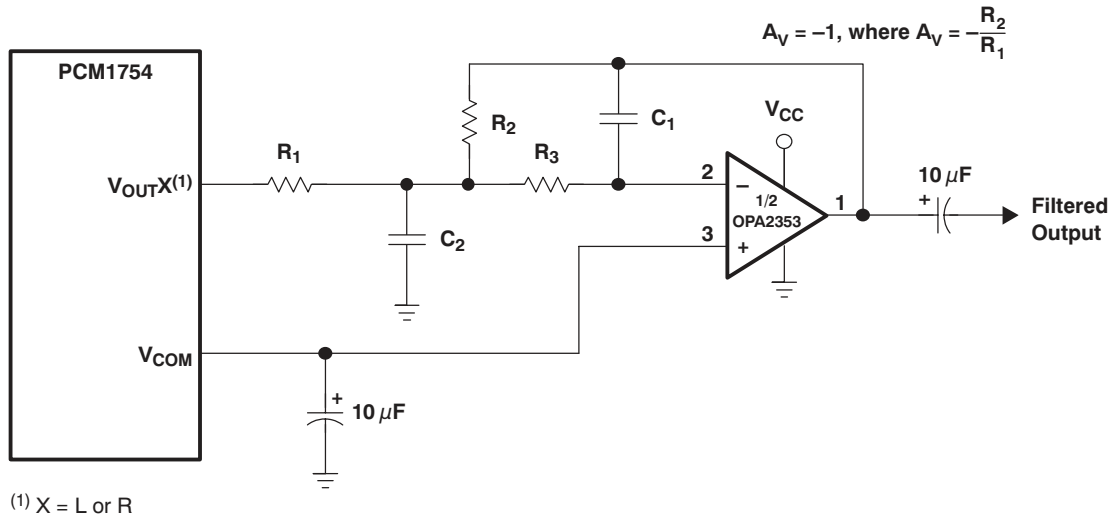 A_V = –1, where A_V = –R_2/R_1
PCM1754
V_CC
R_2
C_1
R_1
R_3
V_OUTX^(1)
2
–
1/2
OPA2353
1
10 μF
+
Filtered
Output
C_2
3
+
V_COM
+
10 μF
(1) X = L or R